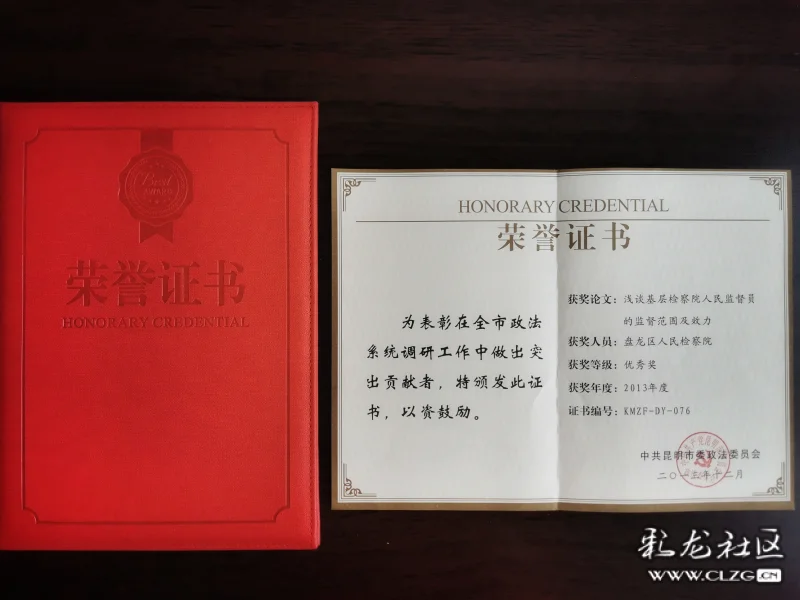 Best
AWARD
荣誉证书
HONORARY CREDENTIAL
HONORARY CREDENTIAL
荣誉证书
为表彰在全市政法
系统调研工作中做出突
出贡献者，特颁发此证
书，以资鼓励。
获奖论文：浅谈基层检察院人民监督员
的监督范围及效力
获奖人员：盘龙区人民检察院
获奖等级：优秀奖
获奖年度：2013年度
证书编号：KMZF-DY-076
中共昆明市委政法委员会
二〇一三年十二月
彩龙社区
WWW.CLZG.CN